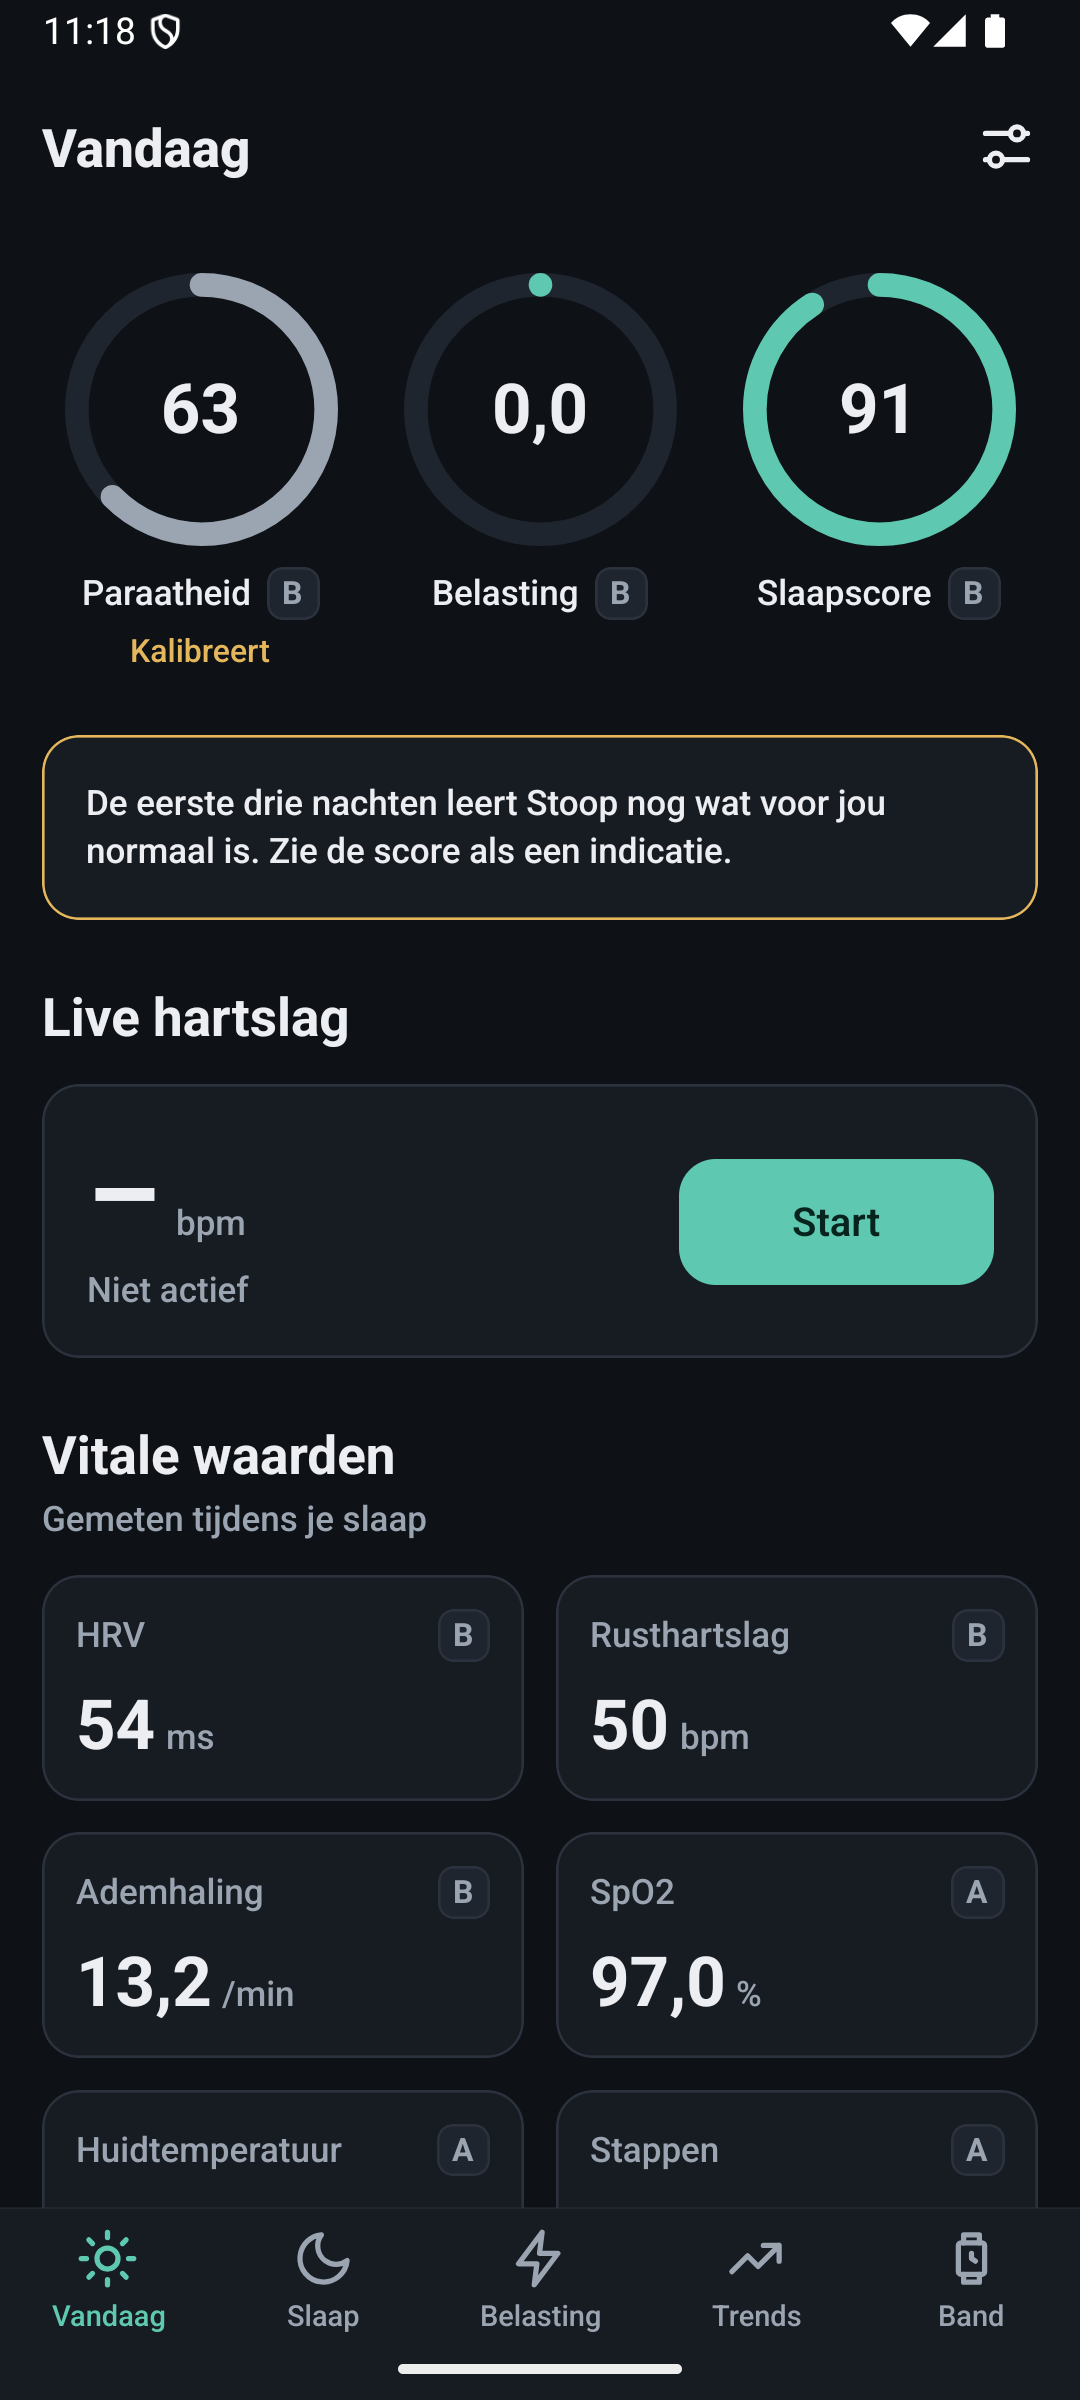 11:18
Vandaag
63
0,0
91
Paraatheid B
Belasting B
Slaapscore B
Kalibreert
De eerste drie nachten leert Stoop nog wat voor jou
normaal is. Zie de score als een indicatie.
Live hartslag
— bpm
Niet actief
Start
Vitale waarden
Gemeten tijdens je slaap
HRV B
54 ms
Rusthartslag B
50 bpm
Ademhaling B
13,2 /min
SpO2 A
97,0 %
Huidtemperatuur A
Stappen A
Vandaag
Slaap
Belasting
Trends
Band